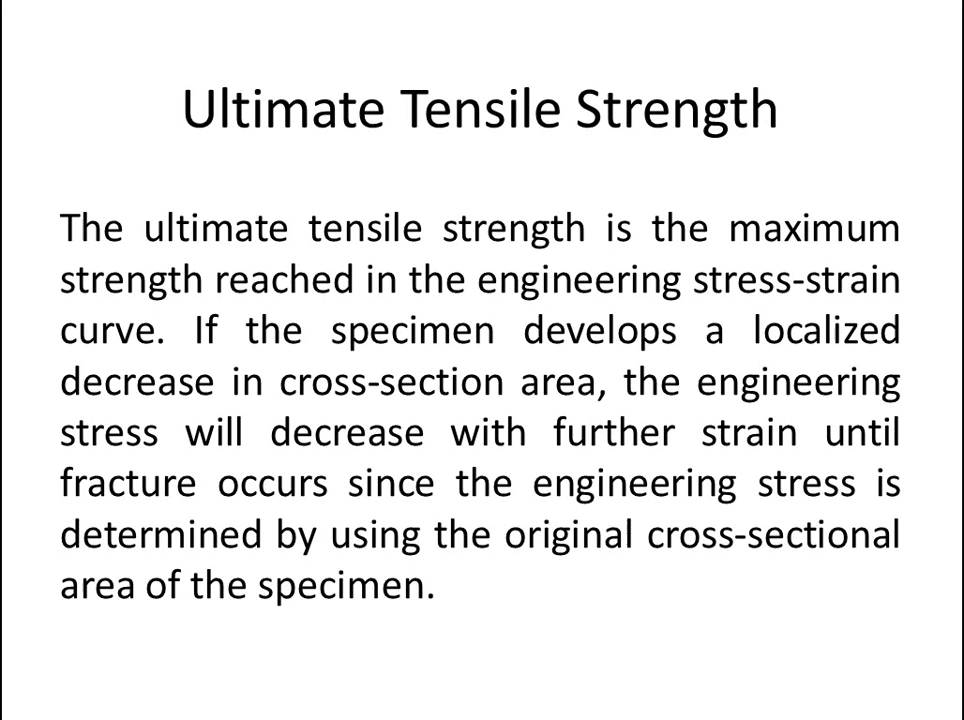 Ultimate Tensile Strength
The ultimate tensile strength is the maximum
strength reached in the engineering stress-strain
curve. If the specimen develops a localized
decrease in cross-section area, the engineering
stress will decrease with further strain until
fracture occurs since the engineering stress is
determined by using the original cross-sectional
area of the specimen.